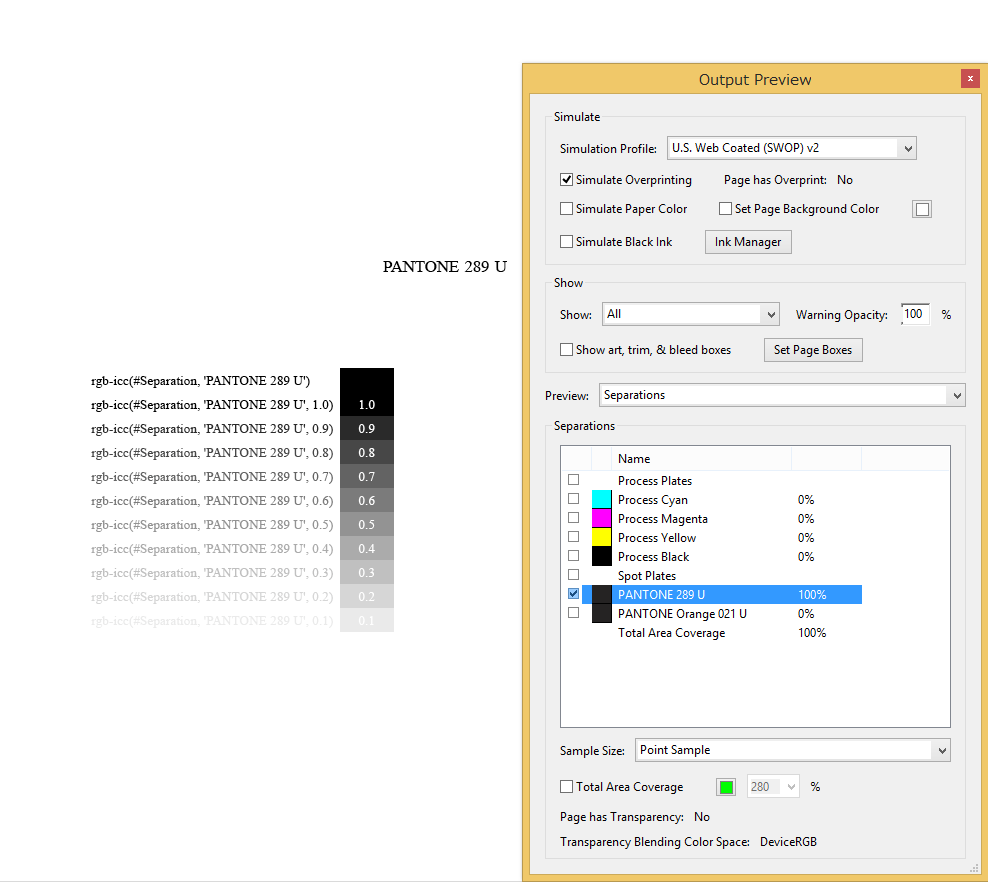 PANTONE 289 U
rgb-icc(#Separation, 'PANTONE 289 U')
rgb-icc(#Separation, 'PANTONE 289 U', 1.0) 1.0
rgb-icc(#Separation, 'PANTONE 289 U', 0.9) 0.9
rgb-icc(#Separation, 'PANTONE 289 U', 0.8) 0.8
rgb-icc(#Separation, 'PANTONE 289 U', 0.7) 0.7
rgb-icc(#Separation, 'PANTONE 289 U', 0.6) 0.6
rgb-icc(#Separation, 'PANTONE 289 U', 0.5) 0.5
rgb-icc(#Separation, 'PANTONE 289 U', 0.4) 0.4
rgb-icc(#Separation, 'PANTONE 289 U', 0.3) 0.3
rgb-icc(#Separation, 'PANTONE 289 U', 0.2) 0.2
rgb-icc(#Separation, 'PANTONE 289 U', 0.1) 0.1
Output Preview x
Simulate
Simulation Profile: U.S. Web Coated (SWOP) v2
Simulate Overprinting Page has Overprint: No
Simulate Paper Color Set Page Background Color
Simulate Black Ink Ink Manager
Show
Show: All Warning Opacity: 100 %
Show art, trim, & bleed boxes Set Page Boxes
Preview: Separations
Separations
Name
Process Plates
Process Cyan 0%
Process Magenta 0%
Process Yellow 0%
Process Black 0%
Spot Plates
PANTONE 289 U 100%
PANTONE Orange 021 U 0%
Total Area Coverage 100%
Sample Size: Point Sample
Total Area Coverage 280 %
Page has Transparency: No
Transparency Blending Color Space: DeviceRGB